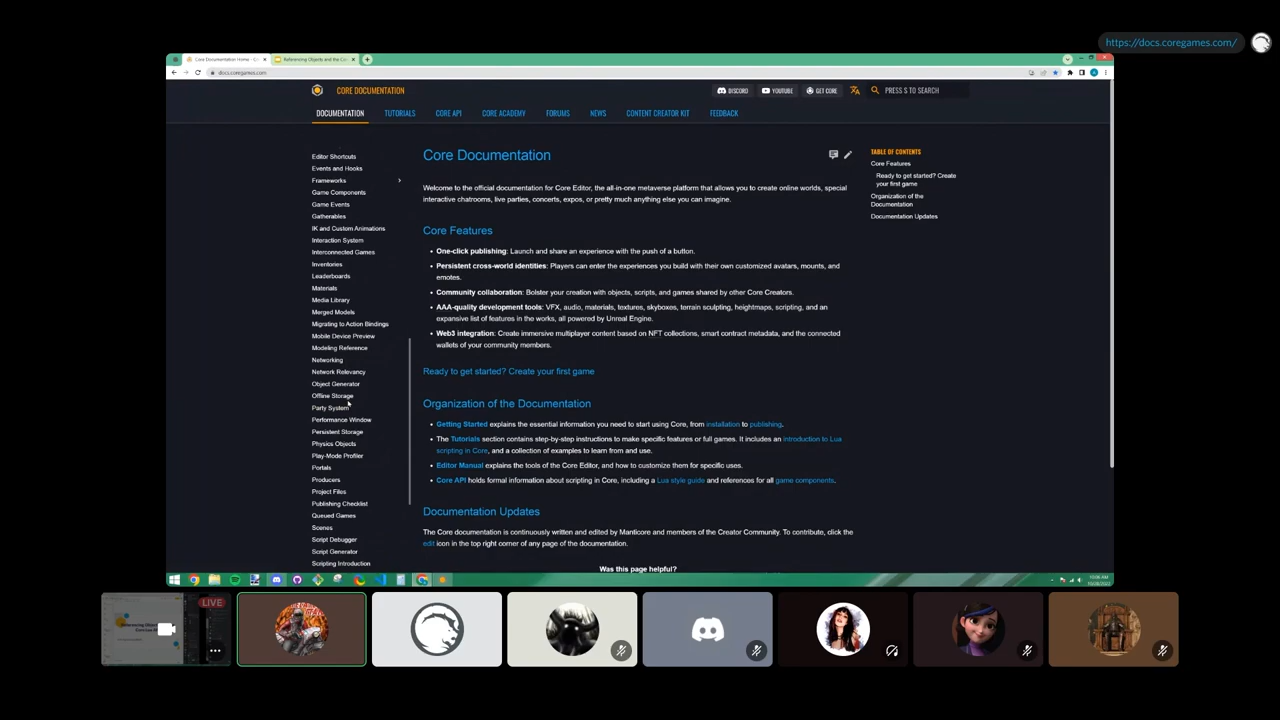 https://docs.coregames.com/
Core Documentation Home
Referencing Objects and the Co
docs.coregames.com
CORE DOCUMENTATION
DISCORD
YOUTUBE
GET CORE
PRESS S TO SEARCH
DOCUMENTATION
TUTORIALS
CORE API
CORE ACADEMY
FORUMS
NEWS
CONTENT CREATOR KIT
FEEDBACK
Editor Shortcuts
Events and Hooks
Frameworks
Game Components
Game Events
Gatherables
IK and Custom Animations
Interaction System
Interconnected Games
Inventories
Leaderboards
Materials
Media Library
Merged Models
Migrating to Action Bindings
Mobile Device Preview
Modeling Reference
Networking
Network Relevancy
Object Generator
Offline Storage
Party System
Performance Window
Persistent Storage
Physics Objects
Play-Mode Profiler
Portals
Producers
Project Files
Publishing Checklist
Queued Games
Scenes
Script Debugger
Script Generator
Scripting Introduction
Core Documentation
Welcome to the official documentation for Core Editor, the all-in-one metaverse platform that allows you to create online worlds, special
interactive chatrooms, live parties, concerts, expos, or pretty much anything else you can imagine.
Core Features
• One-click publishing: Launch and share an experience with the push of a button.
• Persistent cross-world identities: Players can enter the experiences you build with their own customized avatars, mounts, and
emotes.
• Community collaboration: Bolster your creation with objects, scripts, and games shared by other Core Creators.
• AAA-quality development tools: VFX, audio, materials, textures, skyboxes, terrain sculpting, heightmaps, scripting, and an
expansive list of features in the works, all powered by Unreal Engine.
• Web3 integration: Create immersive multiplayer content based on NFT collections, smart contract metadata, and the connected
wallets of your community members.
Ready to get started? Create your first game
Organization of the Documentation
• Getting Started explains the essential information you need to start using Core, from installation to publishing.
• The Tutorials section contains step-by-step instructions to make specific features or full games. It includes an introduction to Lua
scripting in Core, and a collection of examples to learn from and use.
• Editor Manual explains the tools of the Core Editor, and how to customize them for specific uses.
• Core API holds formal information about scripting in Core, including a Lua style guide and references for all game components.
Documentation Updates
The Core documentation is continuously written and edited by Manticore and members of the Creator Community. To contribute, click the
edit icon in the top right corner of any page of the documentation.
Was this page helpful?
TABLE OF CONTENTS
Core Features
Ready to get started? Create
your first game
Organization of the
Documentation
Documentation Updates
10:06 AM
LIVE